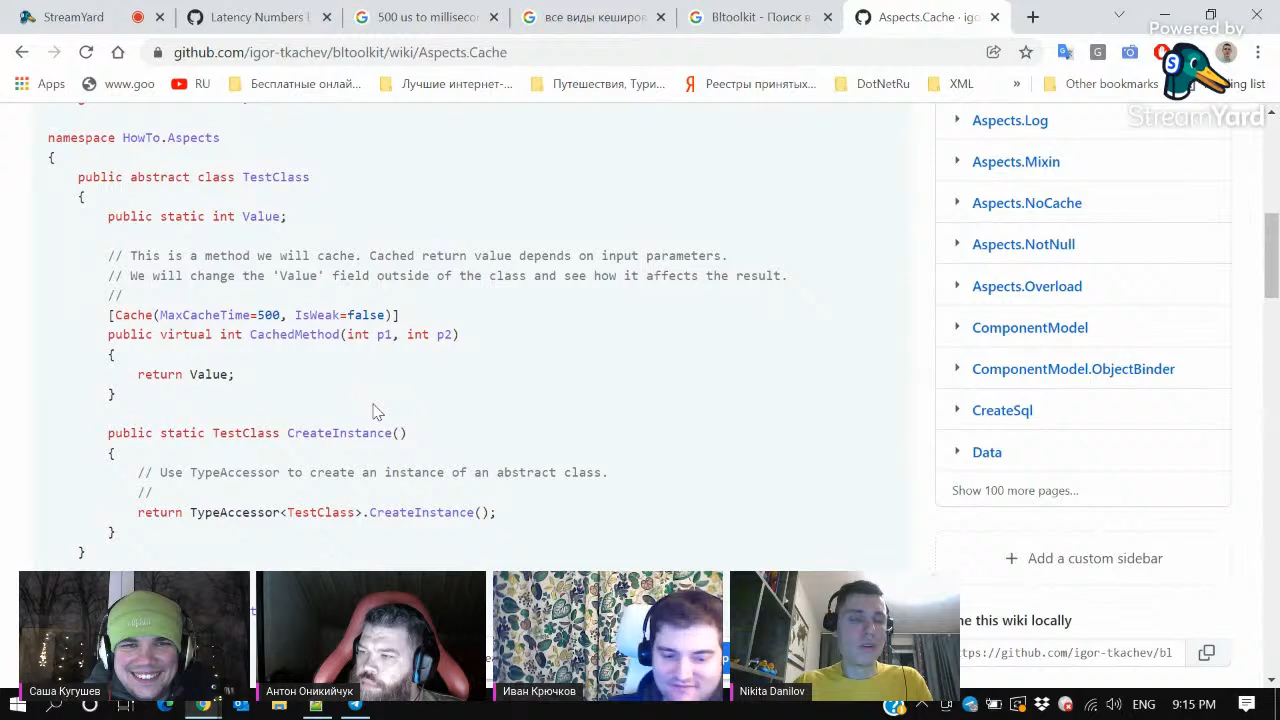 Stream yo
Latency Numbers E
500 us to millisecon
все виды кеширов
Bltoolkit - Поиск в
Aspects.Cache · igo
Powered by
github.com/igor-tkachev/bltoolkit/wiki/Aspects.Cache
StreamYard
Apps
www.goo
RU
Бесплатные онлай...
Лучшие интернет-...
Путешествия, Тури...
Реестры принятых...
DotNetRu
XML
»
Other bookmarks
ing list
namespace HowTo.Aspects
{
public abstract class TestClass
{
public static int Value;
// This is a method we will cache. Cached return value depends on input parameters.
// We will change the 'Value' field outside of the class and see how it affects the result.
//
[Cache(MaxCacheTime=500, IsWeak=false)]
public virtual int CachedMethod(int p1, int p2)
{
return Value;
}
public static TestClass CreateInstance()
{
// Use TypeAccessor to create an instance of an abstract class.
//
return TypeAccessor<TestClass>.CreateInstance();
}
}
Aspects.Log
Aspects.Mixin
Aspects.NoCache
Aspects.NotNull
Aspects.Overload
ComponentModel
ComponentModel.ObjectBinder
CreateSql
Data
Show 100 more pages...
Add a custom sidebar
ne this wiki locally
ttps://github.com/igor-tkachev/bl
Саша Кугушев
Антон Оникийчук
Иван Крючков
Nikita Danilov
ENG
9:15 PM